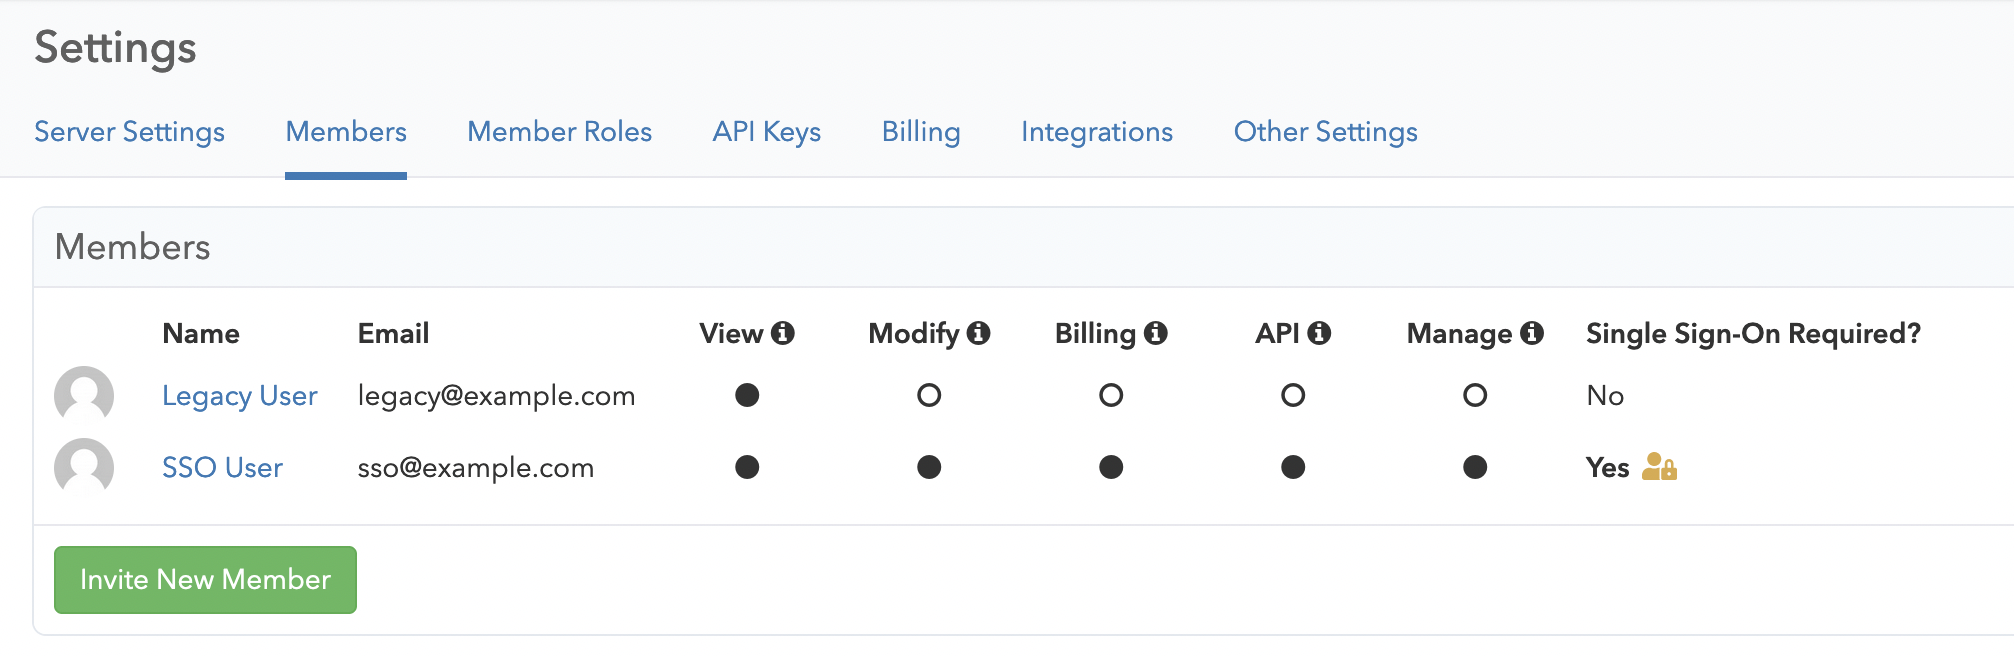 Settings
Server Settings Members Member Roles API Keys Billing Integrations Other Settings
Members
Name Email View Modify Billing API Manage Single Sign-On Required?
Legacy User legacy@example.com No
SSO User sso@example.com Yes
Invite New Member